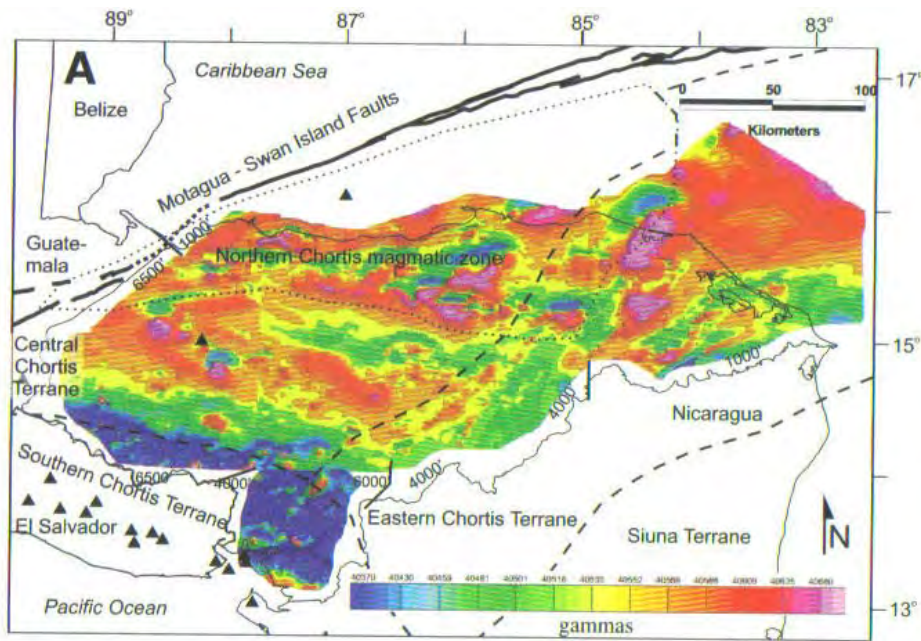 89°
87°
85°
83°
A
Caribbean Sea
17°
Belize
0 50 100
Kilometers
Motagua - Swan Island Faults
Guate-
mala
6500'
1000'
Northern Chortis magmatic zone
Central
Chortis
Terrane
15°
1000'
4000'
Nicaragua
Southern Chortis Terrane
6500'
4000'
6000'
4000'
El Salvador
Eastern Chortis Terrane
Siuna Terrane
N
Pacific Ocean
gammas
13°